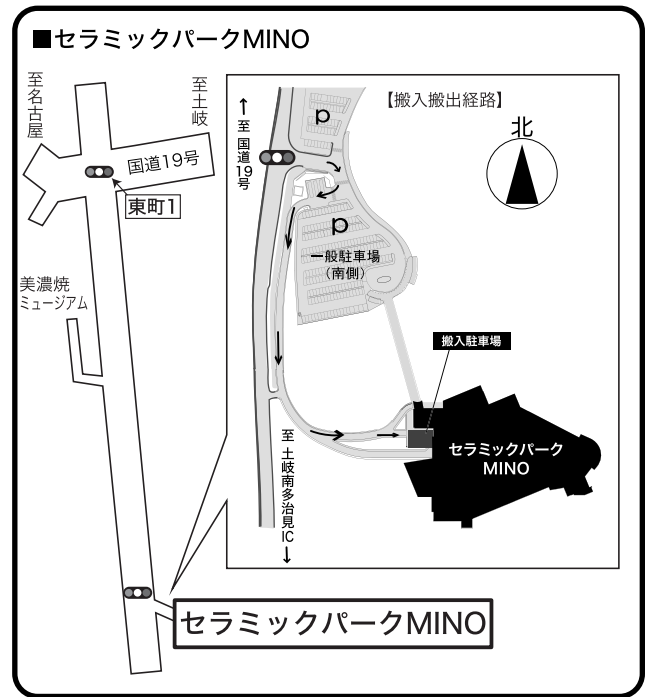 ■セラミックパークMINO
至名古屋
至土岐
国道19号
東町1
美濃焼
ミュージアム
【搬入搬出経路】
北
↑至 国道19号
p
p
一般駐車場
(南側)
搬入駐車場
セラミックパーク
MINO
至 土岐南多治見IC↓
セラミックパークMINO